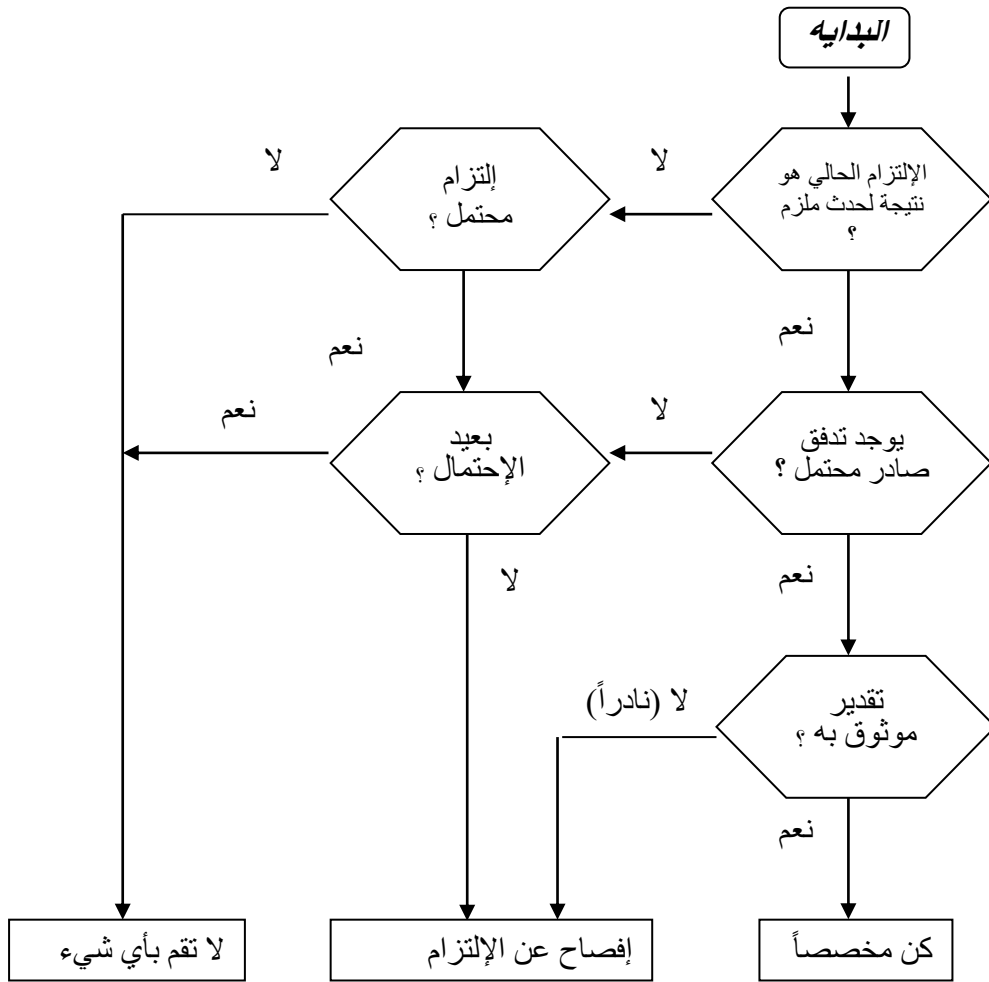 البدايه
الإلتزام الحالي هو
نتيجة لحدث ملزم
؟
لا
إلتزام
محتمل ؟
لا
نعم
نعم
يوجد تدفق
صادر محتمل ؟
لا
بعيد
الإحتمال ؟
نعم
نعم
لا
تقدير
موثوق به ؟
لا (نادراً)
نعم
كن مخصصاً
إفصاح عن الإلتزام
لا تقم بأي شيء